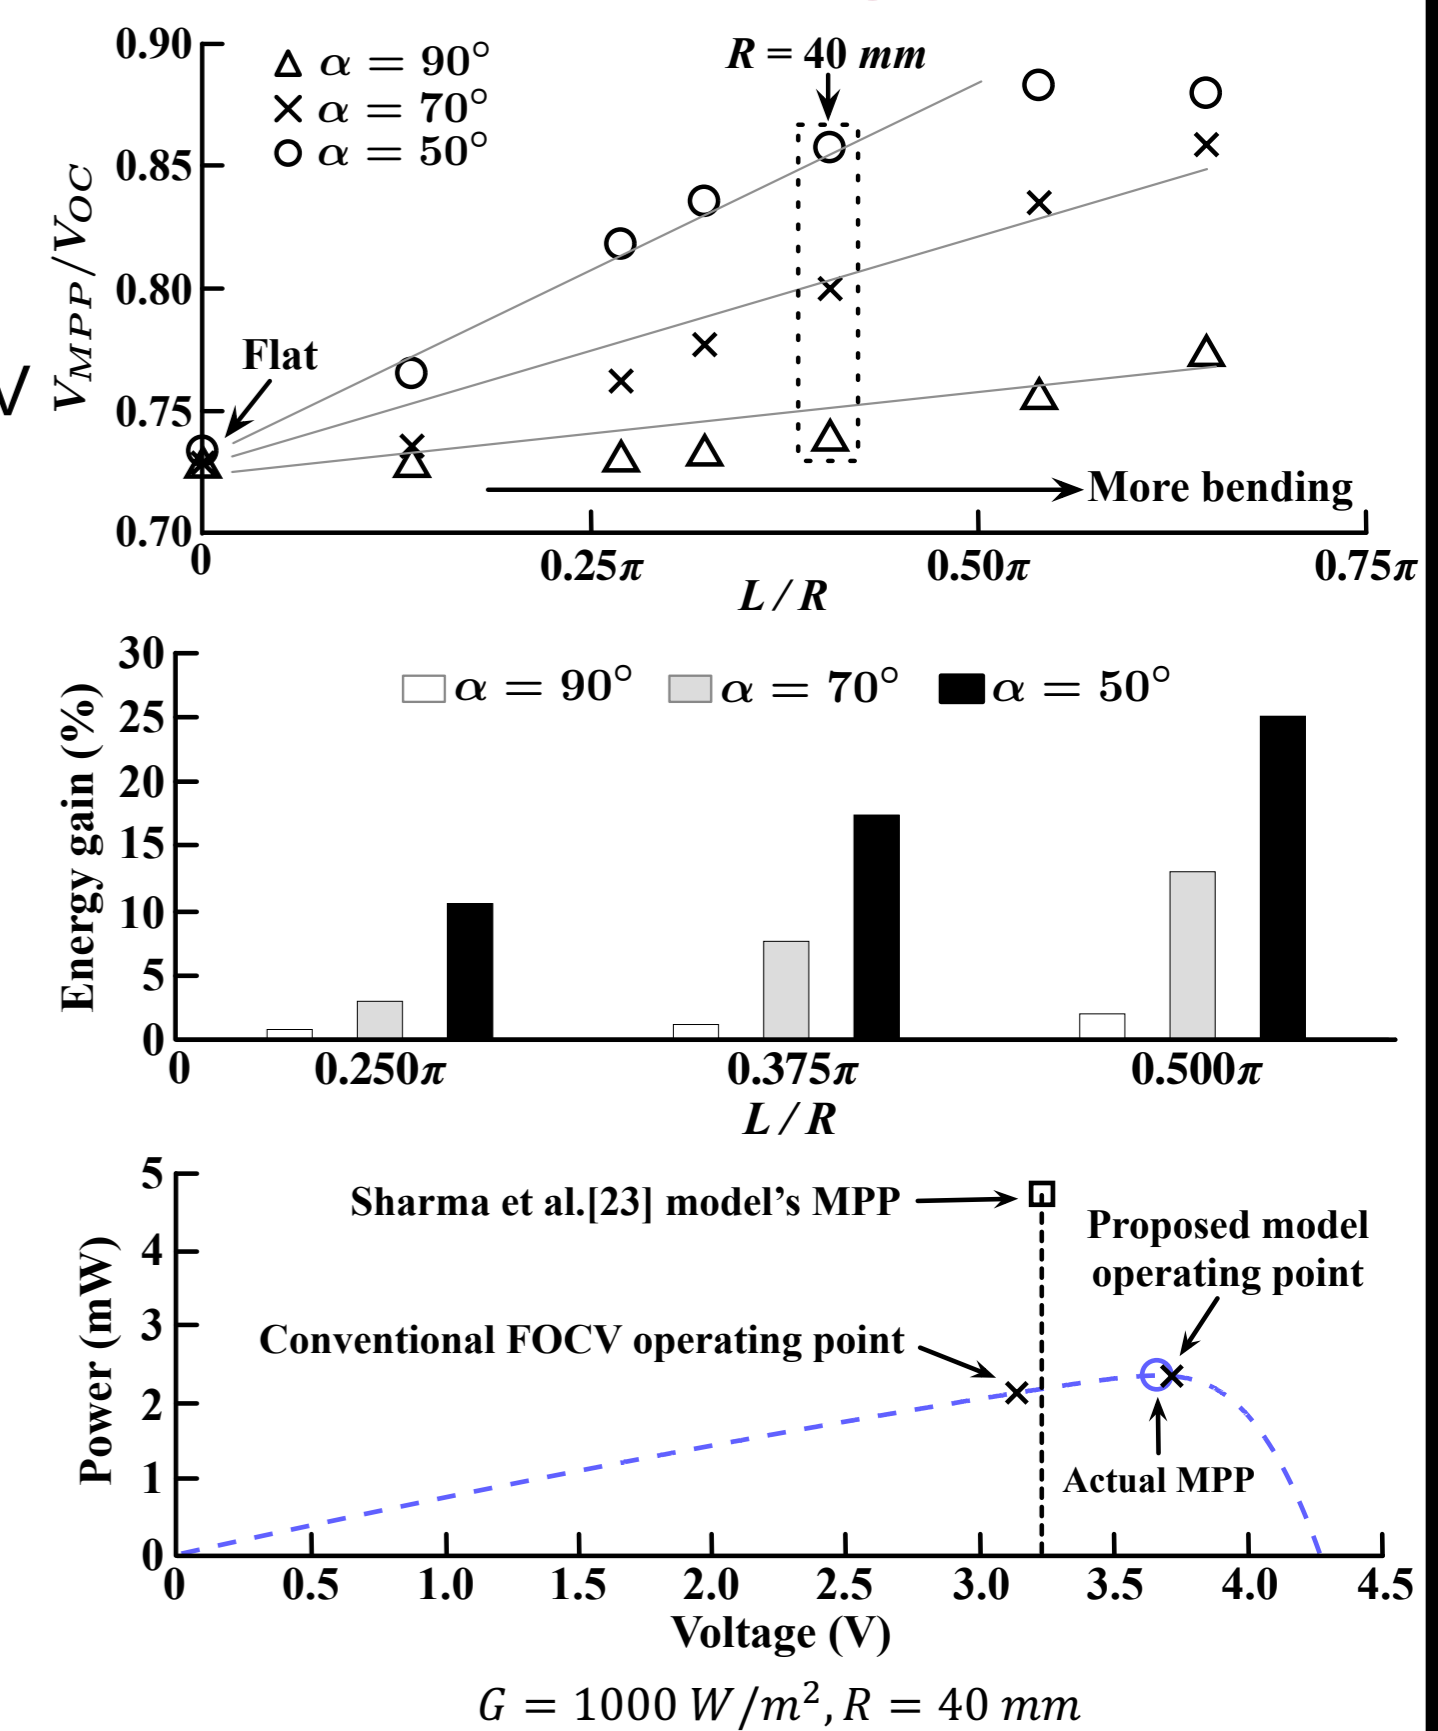 0.90
α = 90°
α = 70°
α = 50°
R = 40 mm
0.85
V_MPP/V_OC
0.80
Flat
V
0.75
More bending
0.70
0
0.25π
0.50π
0.75π
L / R
30
α = 90°
α = 70°
α = 50°
25
20
Energy gain (%)
15
10
5
0
0
0.250π
0.375π
0.500π
L / R
5
Sharma et al.[23] model’s MPP
Proposed model
operating point
4
Power (mW)
3
Conventional FOCV operating point
2
Actual MPP
1
0
0
0.5
1.0
1.5
2.0
2.5
3.0
3.5
4.0
4.5
Voltage (V)
G = 1000 W/m², R = 40 mm